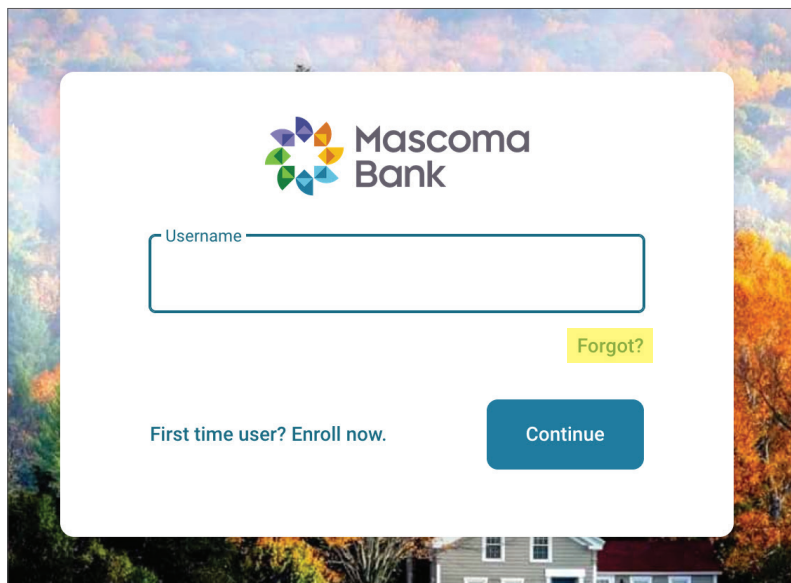 Mascoma
Bank
Username
Forgot?
First time user? Enroll now.
Continue